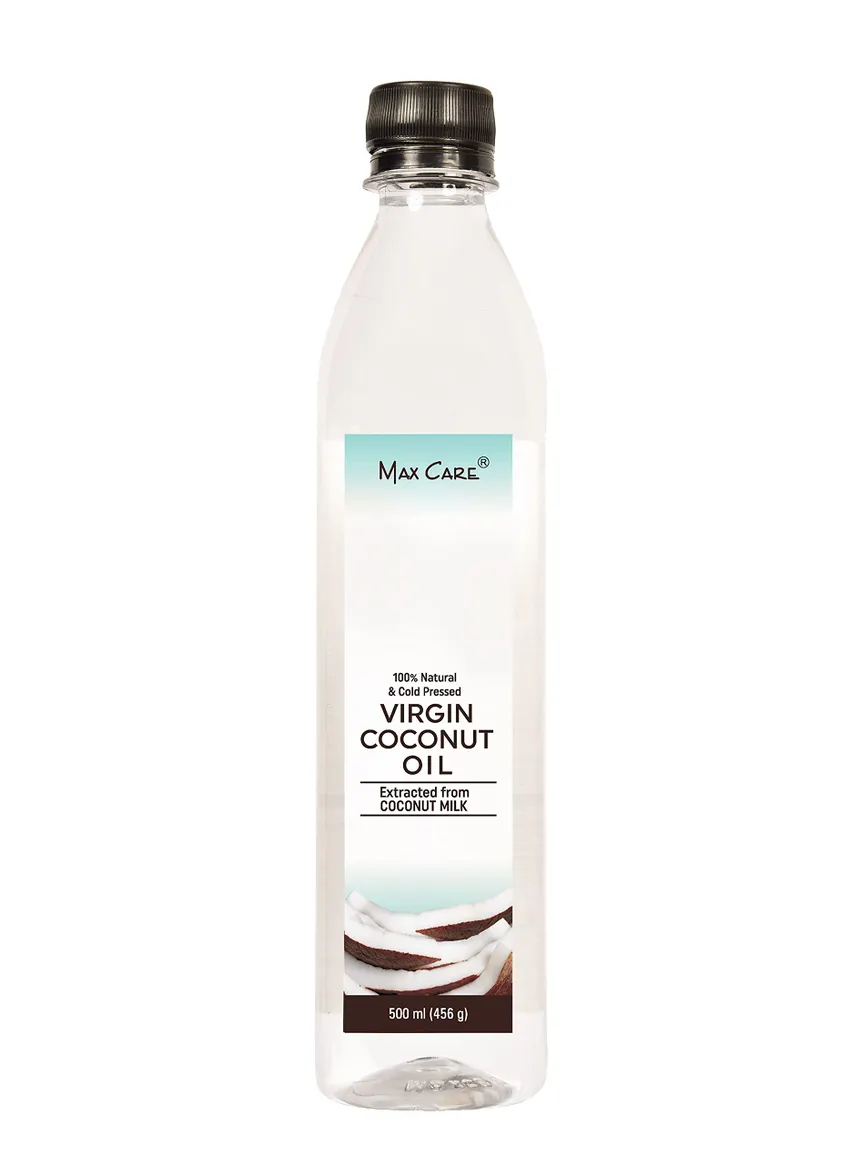 MAX CARE®
100% Natural
& Cold Pressed
VIRGIN
COCONUT
OIL
Extracted from
COCONUT MILK
500 ml (456 g)